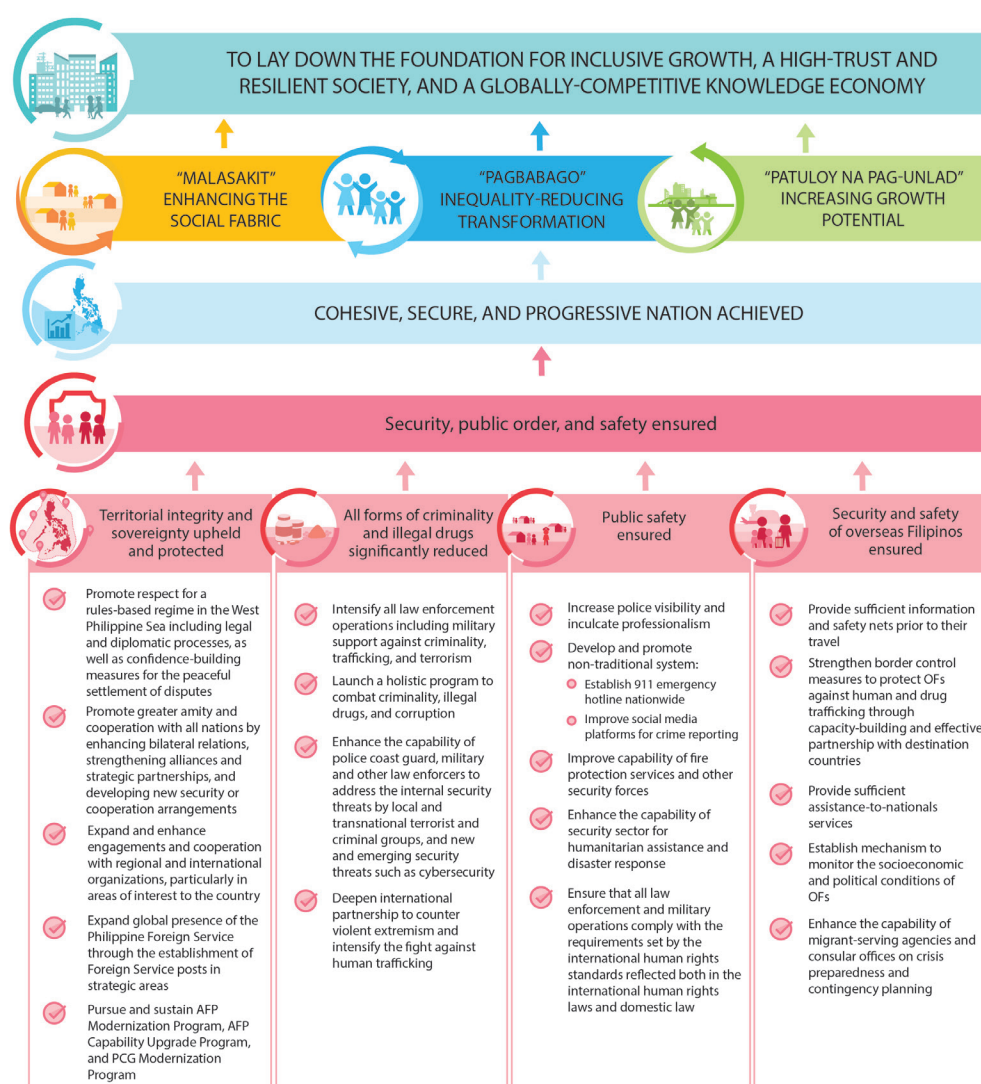 TO LAY DOWN THE FOUNDATION FOR INCLUSIVE GROWTH, A HIGH-TRUST AND
RESILIENT SOCIETY, AND A GLOBALLY-COMPETITIVE KNOWLEDGE ECONOMY
“MALASAKIT”
ENHANCING THE
SOCIAL FABRIC
“PAGBABAGO”
INEQUALITY-REDUCING
TRANSFORMATION
“PATULOY NA PAG-UNLAD”
INCREASING GROWTH
POTENTIAL
COHESIVE, SECURE, AND PROGRESSIVE NATION ACHIEVED
Security, public order, and safety ensured
Territorial integrity and
sovereignty upheld
and protected
Promote respect for a
rules-based regime in the West
Philippine Sea including legal
and diplomatic processes, as
well as confidence-building
measures for the peaceful
settlement of disputes
Promote greater amity and
cooperation with all nations by
enhancing bilateral relations,
strengthening alliances and
strategic partnerships, and
developing new security or
cooperation arrangements
Expand and enhance
engagements and cooperation
with regional and international
organizations, particularly in
areas of interest to the country
Expand global presence of the
Philippine Foreign Service
through the establishment of
Foreign Service posts in
strategic areas
Pursue and sustain AFP
Modernization Program, AFP
Capability Upgrade Program,
and PCG Modernization
Program
All forms of criminality
and illegal drugs
significantly reduced
Intensify all law enforcement
operations including military
support against criminality,
trafficking, and terrorism
Launch a holistic program to
combat criminality, illegal
drugs, and corruption
Enhance the capability of
police coast guard, military
and other law enforcers to
address the internal security
threats by local and
transnational terrorist and
criminal groups, and new
and emerging security
threats such as cybersecurity
Deepen international
partnership to counter
violent extremism and
intensify the fight against
human trafficking
Public safety
ensured
Increase police visibility and
inculcate professionalism
Develop and promote
non-traditional system:
Establish 911 emergency
hotline nationwide
Improve social media
platforms for crime reporting
Improve capability of fire
protection services and other
security forces
Enhance the capability of
security sector for
humanitarian assistance and
disaster response
Ensure that all law
enforcement and military
operations comply with the
requirements set by the
international human rights
standards reflected both in the
international human rights
laws and domestic law
Security and safety
of overseas Filipinos
ensured
Provide sufficient information
and safety nets prior to their
travel
Strengthen border control
measures to protect OFs
against human and drug
trafficking through
capacity-building and effective
partnership with destination
countries
Provide sufficient
assistance-to-nationals
services
Establish mechanism to
monitor the socioeconomic
and political conditions of
OFs
Enhance the capability of
migrant-serving agencies and
consular offices on crisis
preparedness and
contingency planning